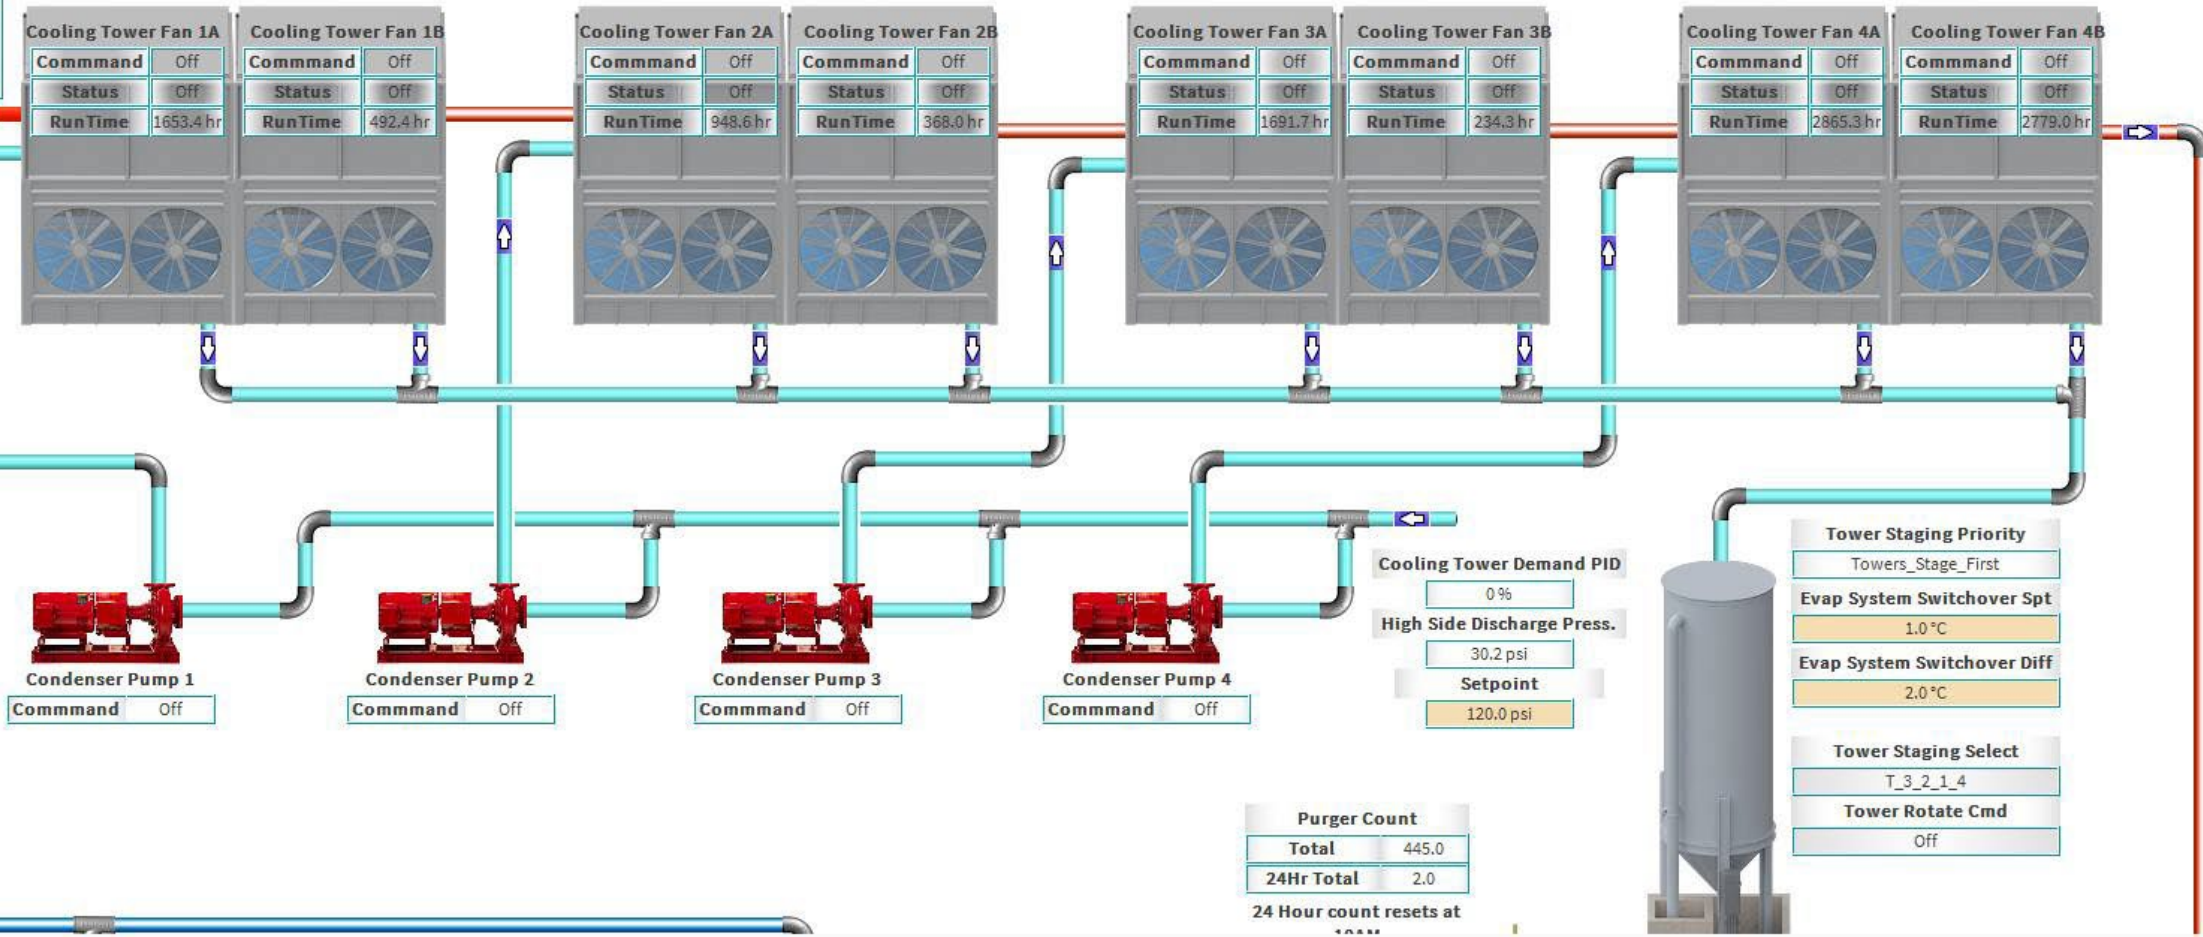 Cooling Tower Fan 1A
Commmand Off
Status Off
RunTime 1653.4 hr
Cooling Tower Fan 1B
Commmand Off
Status Off
RunTime 492.4 hr
Cooling Tower Fan 2A
Commmand Off
Status Off
RunTime 948.6 hr
Cooling Tower Fan 2B
Commmand Off
Status Off
RunTime 368.0 hr
Cooling Tower Fan 3A
Commmand Off
Status Off
RunTime 1691.7 hr
Cooling Tower Fan 3B
Commmand Off
Status Off
RunTime 234.3 hr
Cooling Tower Fan 4A
Commmand Off
Status Off
RunTime 2865.3 hr
Cooling Tower Fan 4B
Commmand Off
Status Off
RunTime 2779.0 hr
Condenser Pump 1
Commmand Off
Condenser Pump 2
Commmand Off
Condenser Pump 3
Commmand Off
Condenser Pump 4
Commmand Off
Cooling Tower Demand PID
0 %
High Side Discharge Press.
30.2 psi
Setpoint
120.0 psi
Tower Staging Priority
Towers_Stage_First
Evap System Switchover Spt
1.0 °C
Evap System Switchover Diff
2.0 °C
Tower Staging Select
T_3_2_1_4
Tower Rotate Cmd
Off
Purger Count
Total 445.0
24Hr Total 2.0
24 Hour count resets at